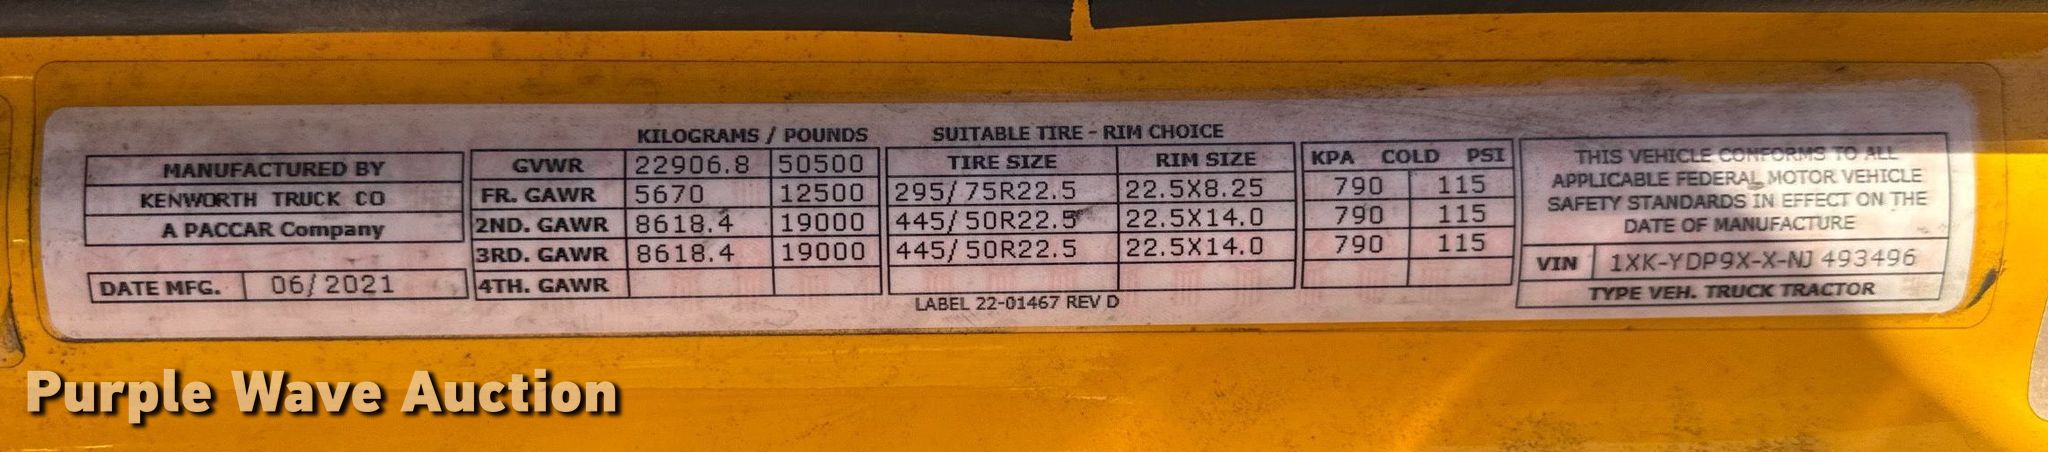 KILOGRAMS / POUNDS SUITABLE TIRE - RIM CHOICE
MANUFACTURED BY
KENWORTH TRUCK CO
A PACCAR Company
DATE MFG. 06/2021
GVWR 22906.8 50500
FR. GAWR 5670 12500
2ND. GAWR 8618.4 19000
3RD. GAWR 8618.4 19000
4TH. GAWR
TIRE SIZE RIM SIZE
295/75R22.5 22.5X8.25
445/50R22.5 22.5X14.0
445/50R22.5 22.5X14.0
LABEL 22-01467 REV D
KPA COLD PSI
790 115
790 115
790 115
THIS VEHICLE CONFORMS TO ALL
APPLICABLE FEDERAL MOTOR VEHICLE
SAFETY STANDARDS IN EFFECT ON THE
DATE OF MANUFACTURE
VIN 1XK-YDP9X-X-NJ 493496
TYPE VEH. TRUCK TRACTOR
Purple Wave Auction